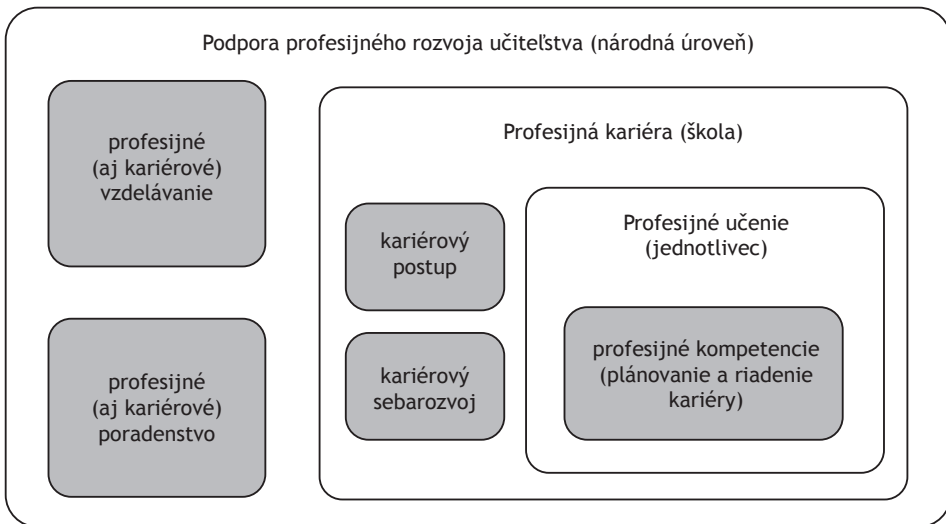 Podpora profesijného rozvoja učiteľstva (národná úroveň)
profesijné
(aj kariérové)
vzdelávanie
profesijné
(aj kariérové)
poradenstvo
Profesijná kariéra (škola)
kariérový
postup
kariérový
sebarozvoj
Profesijné učenie
(jednotlivec)
profesijné kompetencie
(plánovanie a riadenie
kariéry)